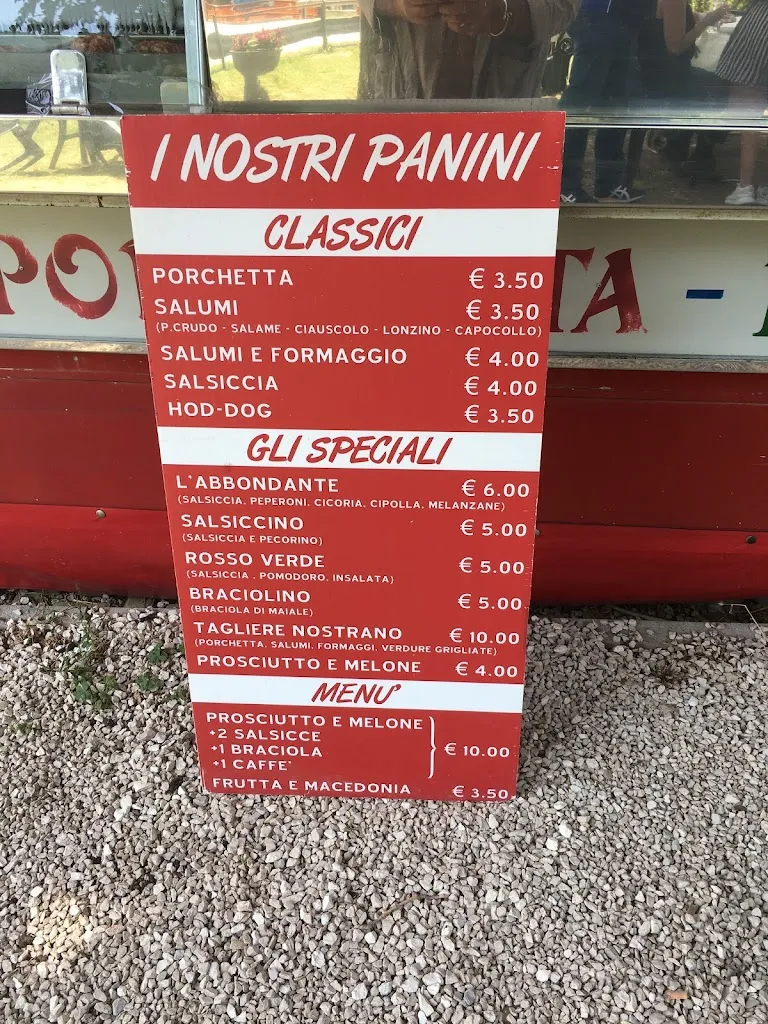 I NOSTRI PANINI
CLASSICI
PORCHETTA € 3.50
SALUMI € 3.50
(P.CRUDO - SALAME - CIAUSCOLO - LONZINO - CAPOCOLLO)
SALUMI E FORMAGGIO € 4.00
SALSICCIA € 4.00
HOD-DOG € 3.50
GLI SPECIALI
L'ABBONDANTE € 6.00
(SALSICCIA, PEPERONI, CICORIA, CIPOLLA, MELANZANE)
SALSICCINO € 5.00
(SALSICCIA E PECORINO)
ROSSO VERDE € 5.00
(SALSICCIA , POMODORO, INSALATA)
BRACIOLINO € 5.00
(BRACIOLA DI MAIALE)
TAGLIERE NOSTRANO € 10.00
(PORCHETTA, SALUMI, FORMAGGI, VERDURE GRIGLIATE)
PROSCIUTTO E MELONE € 4.00
MENU'
PROSCIUTTO E MELONE
+2 SALSICCE
+1 BRACIOLA € 10.00
+1 CAFFE'
FRUTTA E MACEDONIA € 3.50